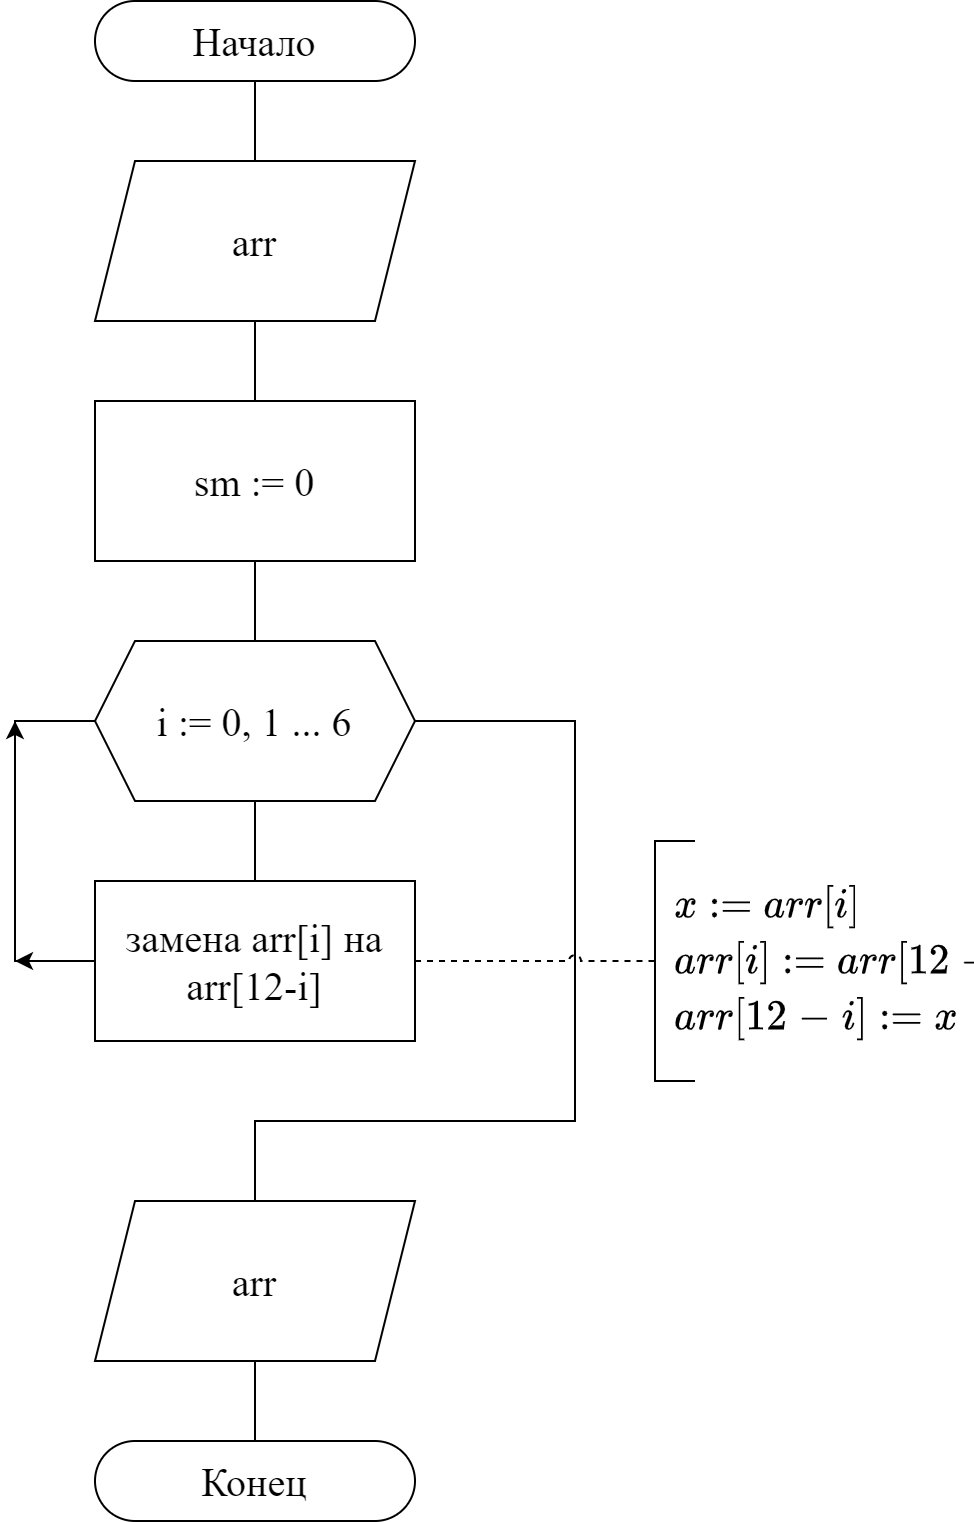 Начало
arr
sm := 0
i := 0, 1 ... 6
замена arr[i] на
arr[12-i]
x := arr[i]
arr[i] := arr[12 −
arr[12 − i] := x
arr
Конец